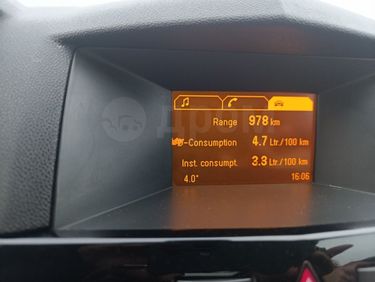 ДРОМ
Range 978 km
-Consumption 4.7 Ltr./100 km
Inst. consumpt. 3.3 Ltr./100 km
4.0° 16:06